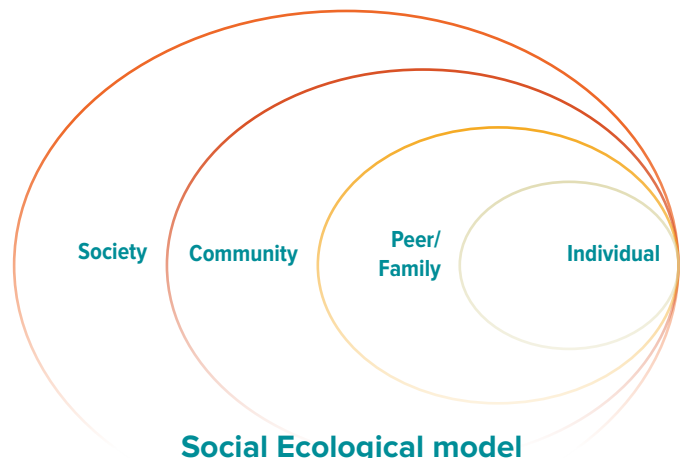 Society
Community
Peer/
Family
Individual
Social Ecological model